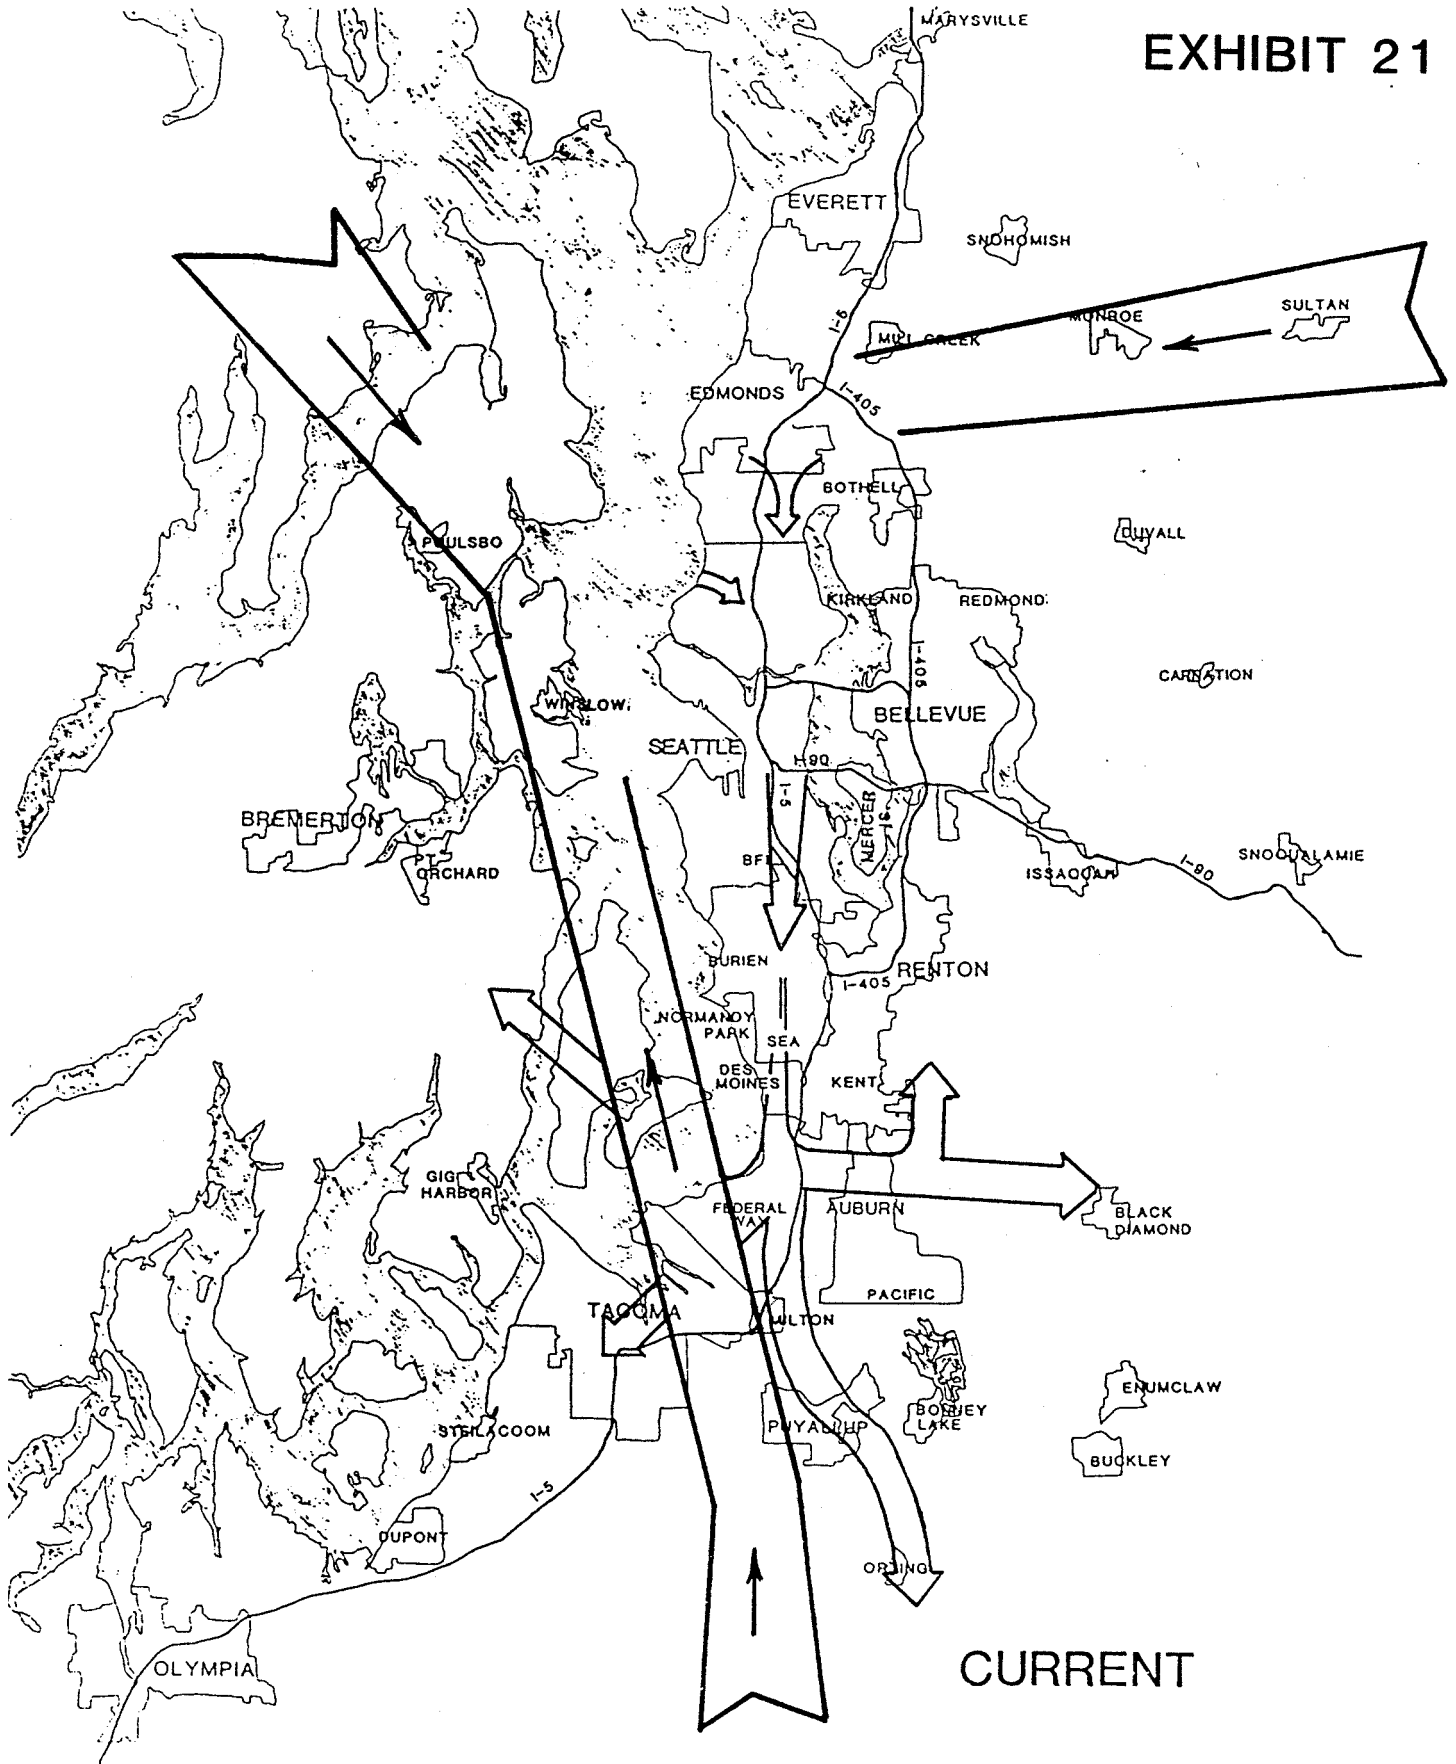 MARYSVILLE
EXHIBIT 21
EVERETT
SNOHOMISH
SULTAN
MONROE
I-5
MILL CREEK
EDMONDS
I-405
BOTHELL
DUVALL
POULSBO
KIRKLAND
REDMOND
I-405
CARNATION
WINSLOW
BELLEVUE
SEATTLE
I-90
I-5
MERCER
IS.
BREMERTON
PT.
ORCHARD
BFI
ISSAQUAH
I-90
SNOQUALAMIE
BURIEN
RENTON
I-405
NORMANDY
PARK
SEA
DES
MOINES
KENT
GIG
HARBOR
FEDERAL
WAY
AUBURN
BLACK
DIAMOND
PACIFIC
TACOMA
MILTON
ENUMCLAW
BONNEY
LAKE
PUYALLUP
STEILACOOM
BUCKLEY
I-5
DUPONT
ORTING
OLYMPIA
CURRENT